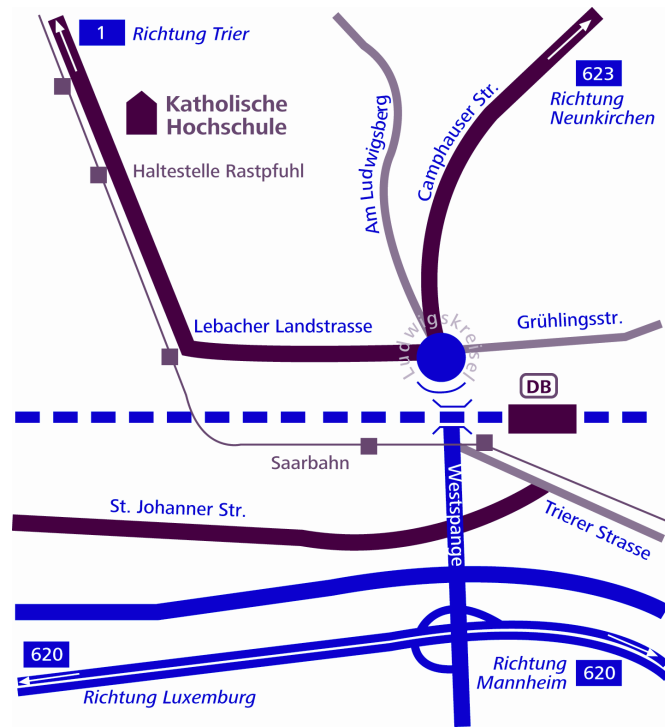 1
Richtung Trier
623
Richtung
Neunkirchen
Katholische
Hochschule
Haltestelle Rastpfuhl
Am Ludwigsberg
Camphauser Str.
Lebacher Landstrasse
Ludwigskreisel
Grühlingsstr.
DB
Saarbahn
Westspange
St. Johanner Str.
Trierer Strasse
620
Richtung Luxemburg
Richtung
Mannheim
620